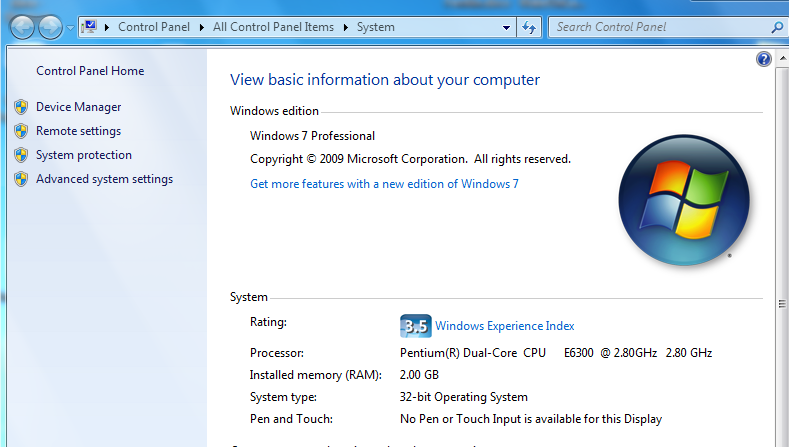 Control Panel All Control Panel Items System Search Control Panel
Control Panel Home
Device Manager
Remote settings
System protection
Advanced system settings
View basic information about your computer
Windows edition
Windows 7 Professional
Copyright © 2009 Microsoft Corporation. All rights reserved.
Get more features with a new edition of Windows 7
System
Rating: 3.5 Windows Experience Index
Processor: Pentium(R) Dual-Core CPU E6300 @ 2.80GHz 2.80 GHz
Installed memory (RAM): 2.00 GB
System type: 32-bit Operating System
Pen and Touch: No Pen or Touch Input is available for this Display